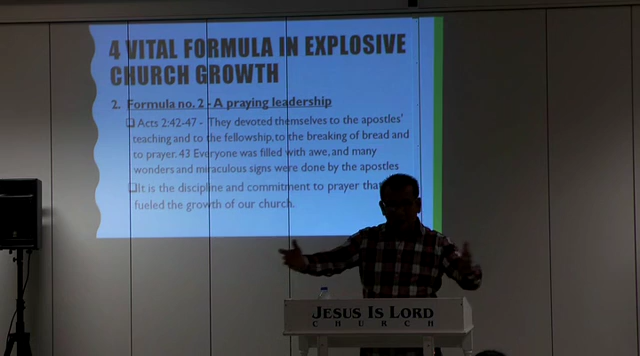 4 VITAL FORMULA IN EXPLOSIVE
CHURCH GROWTH
2. Formula no. 2 - A praying leadership
Acts 2:42-47 - They devoted themselves to the apostles'
teaching and to the fellowship, to the breaking of bread and
to prayer. 43 Everyone was filled with awe, and many
wonders and miraculous signs were done by the apostles
It is the discipline and commitment to prayer
fueled the growth of our church.
JESUS IS LORD
CHURCH